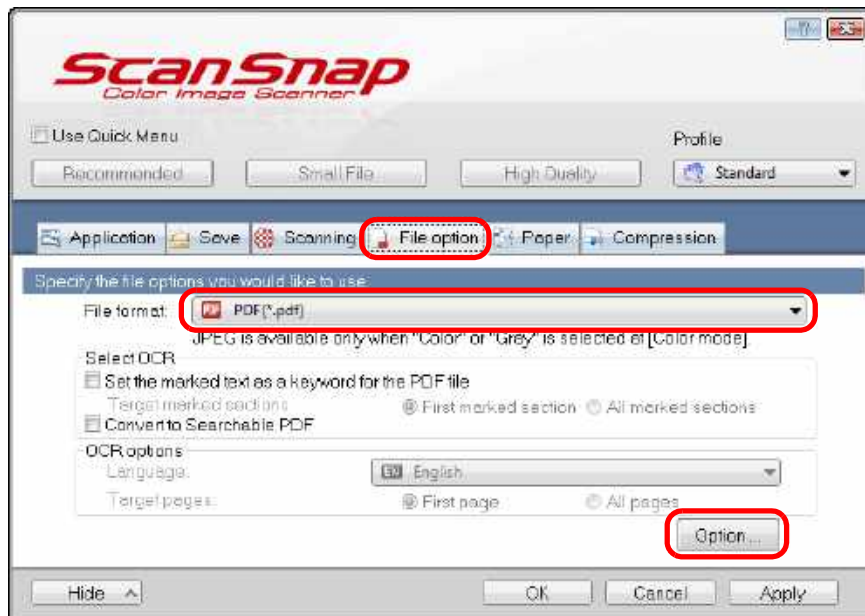 ScanSnap
Color Image Scanner
Use Quick Menu
Profile
Recommended Small File High Quality Standard
Application Save Scanning File option Paper Compression
Specify the file options you would like to use.
File format: PDF(*.pdf)
JPEG is available only when "Color" or "Gray" is selected at [Color mode].
Select OCR
Set the marked text as a keyword for the PDF file
Target marked sections: First marked section All marked sections
Convert to Searchable PDF
OCR options
Language: EN English
Target pages: First page All pages
Option...
Hide OK Cancel Apply